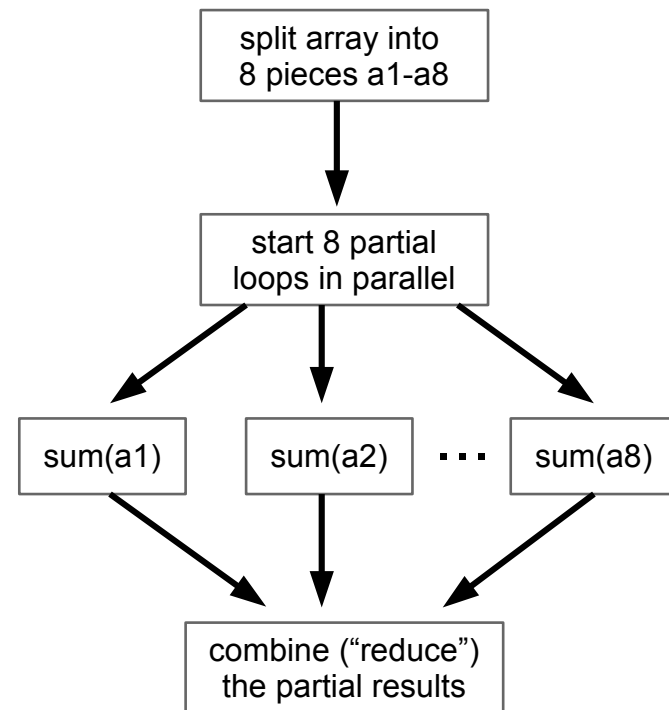 split array into
8 pieces a1-a8
start 8 partial
loops in parallel
sum(a1)
sum(a2)
...
sum(a8)
combine (“reduce”)
the partial results